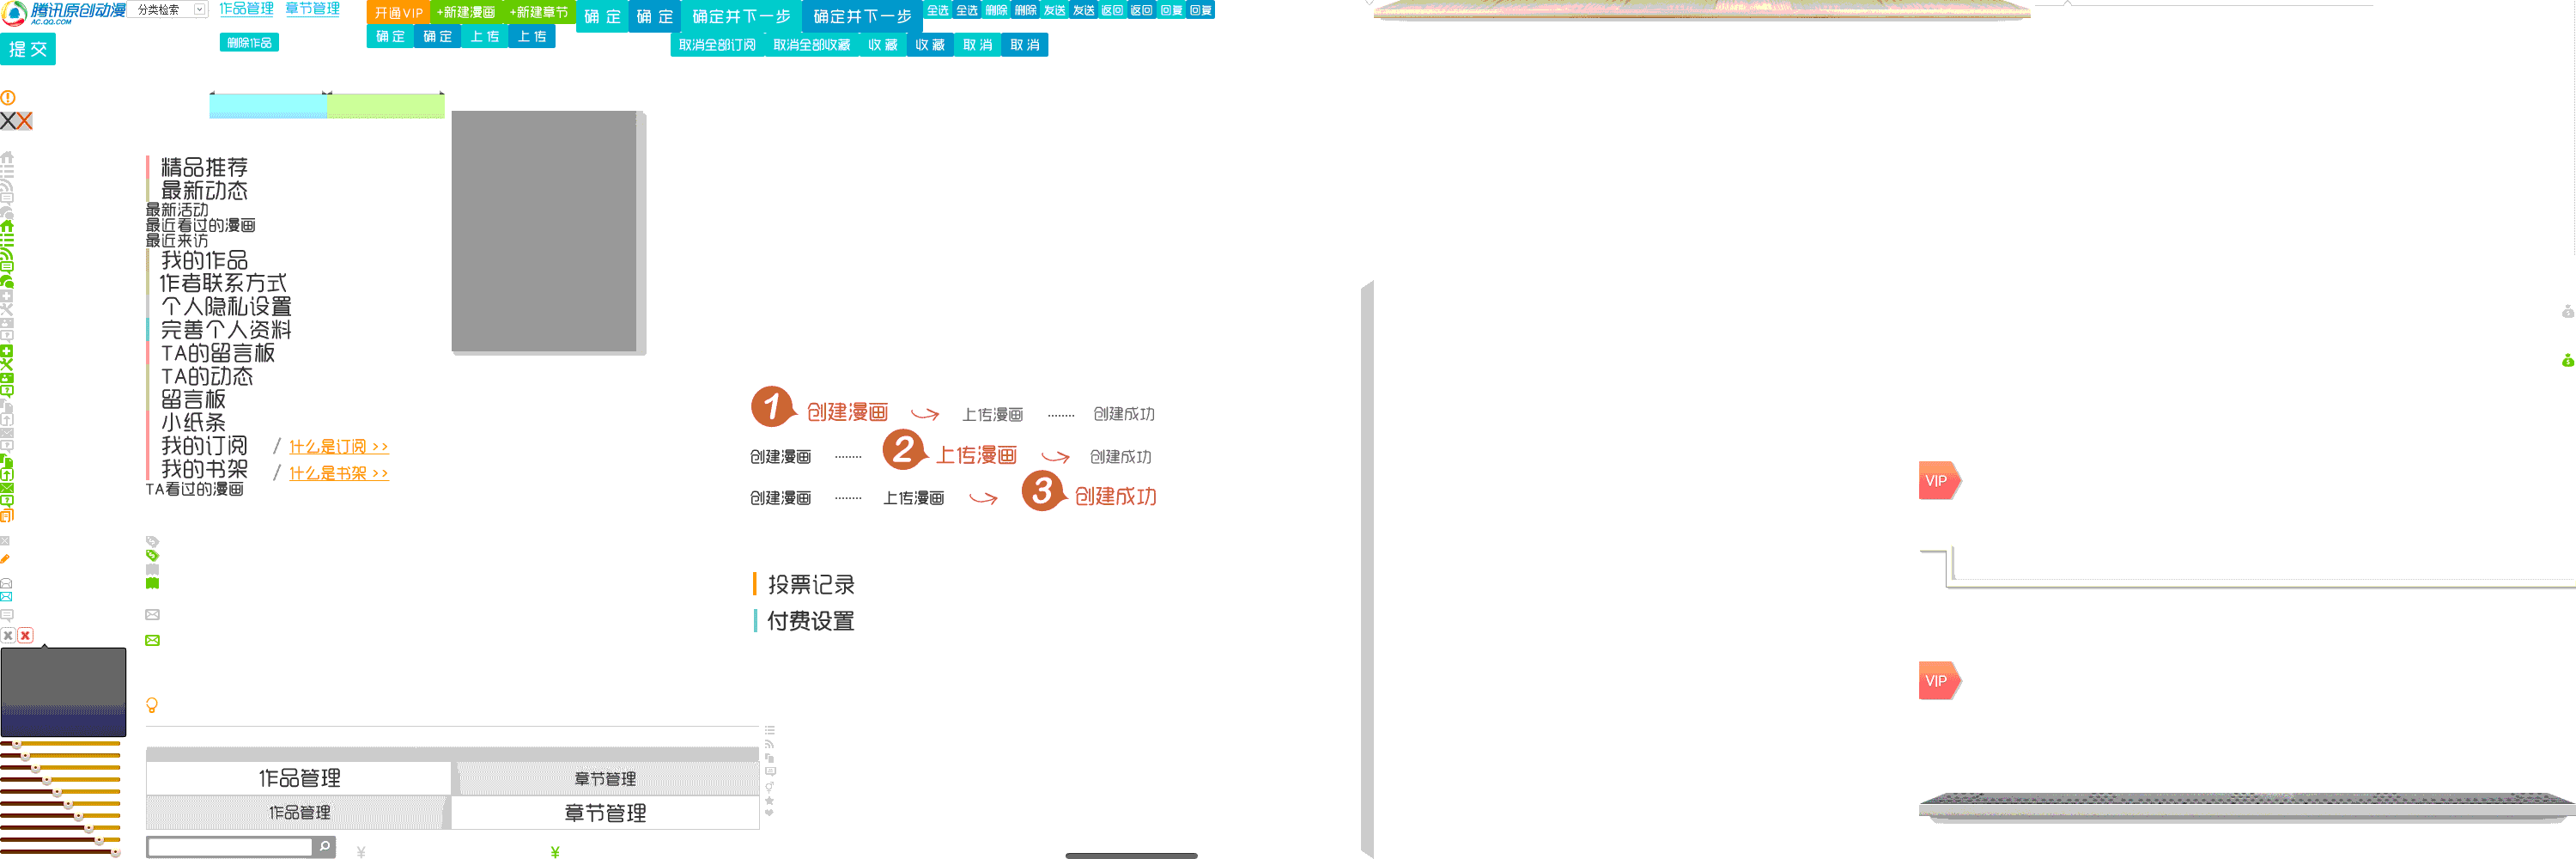 腾讯原创动漫
AC.QQ.COM
分类检索
作品管理 章节管理
开通VIP
+新建漫画
+新建章节
确定 确定
确定并下一步 确定并下一步
全选 全选 删除 删除 发送 发送 返回 返回 回复 回复
确定 确定 上传 上传
提交
删除作品
取消全部订阅 取消全部收藏 收藏 收藏 取消 取消
精品推荐
最新动态
最新活动
最近看过的漫画
最近来访
我的作品
作者联系方式
个人隐私设置
完善个人资料
TA的留言板
TA的动态
留言板
小纸条
我的订阅 / 什么是订阅 >>
我的书架 / 什么是书架 >>
TA看过的漫画
1 创建漫画 上传漫画 ........ 创建成功
创建漫画 ........ 2 上传漫画 创建成功
创建漫画 ........ 上传漫画 3 创建成功
VIP
投票记录
付费设置
VIP
作品管理 章节管理
作品管理 章节管理
¥ ¥